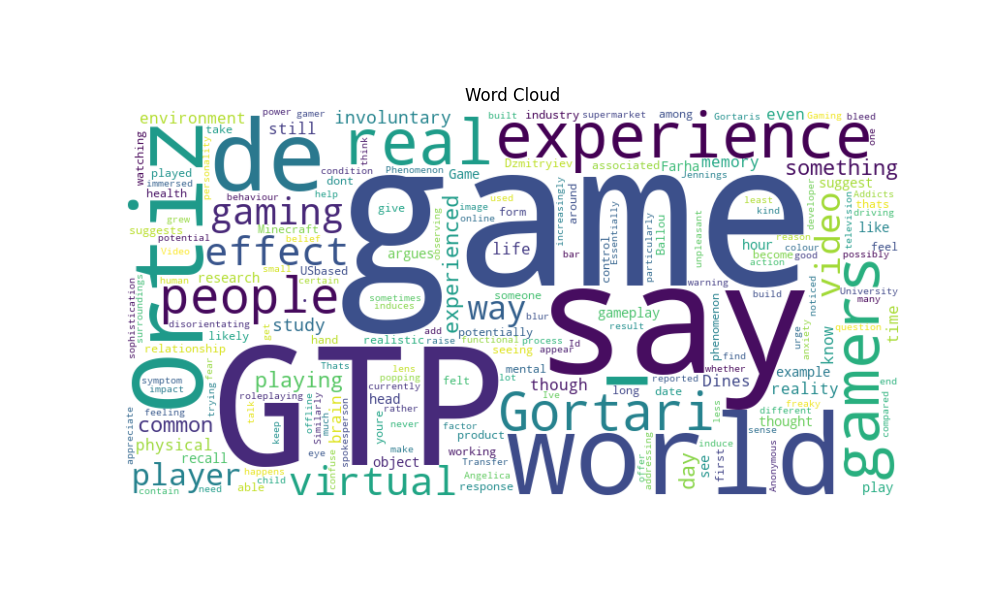 Word Cloud
game
say
GTP
world
de
real
experience
ortiz
people
gaming
effect
virtual
Gortari
gamers
video
player
way
involuntary
environment
still
something
experienced
even
memory
Farha
Dzmitryiev
associated
industry
supermarket
among
Gortaris
Gaming
bleed
one
power
gamer
built
think
take
watching
played
immersed
health
personality
condition
dont
Phenomenon
Game
help
used
Jennings
suggest
Addicts
thats
developer
television
driving
like
feel
possibly
behaviour
grew
suggests
potential
Video
Minecraft
belief
give
observing
image
online
form
life
increasingly
around
bar
control
Essentially
particularly
Ballou
unpleasant
least
kind
hour
become
reason
colour
good
action
argues
human
small
certain
USbased
research
surroundings
sophistication
sometimes
induces
someone
blur
gameplay
result
warning
build
noticed
University
many
disorientating
likely
get
study
hand
realistic
add
raise
potentially
functional
process
seeing
appear
Id
phenomenon
find
whether
urge
anxiety
know
question
time
relationship
Thats
lens
popping
currently
felt
lot
mental
Ive
though
long
reported
date
Dines
example
reality
freaky
different
thought
end
compared
symptom
impact
trying
fear
playing
roleplaying
head
rather
never
youre
make
factor
product
working
object
feeling
common
appreciate
physical
recall
talk
keep
offline
Similarly
much
brain
spokesperson
eye
confuse
happens
child
able
contain
need
Transfer
Angelica
response
offer
addressing
day
see
first
less
induce
sense
Anonymous
play